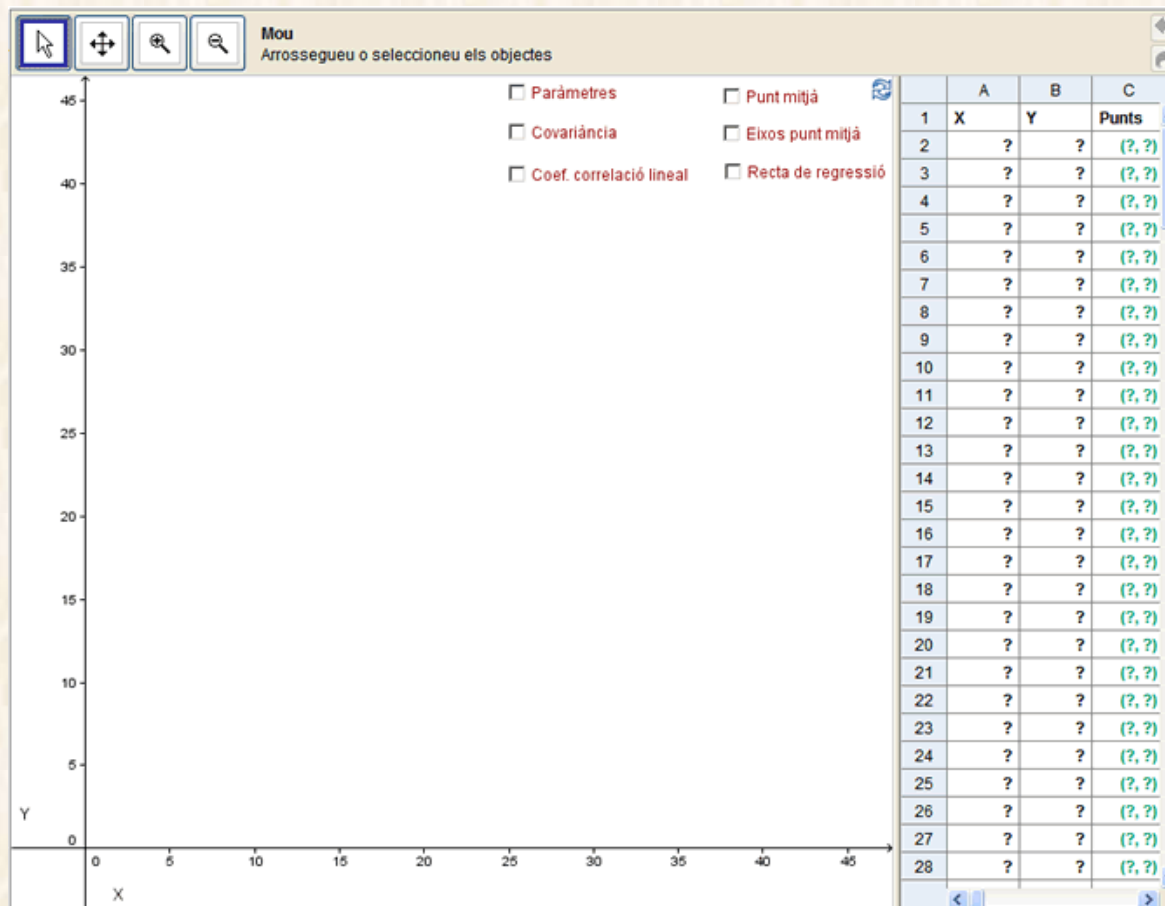 Mou
Arrossegueu o seleccioneu els objectes
Paràmetres
Punt mitjà
Covariància
Eixos punt mitjà
Coef. correlació lineal
Recta de regressió
45
40
35
30
25
20
15
10
5
0
Y
0 5 10 15 20 25 30 35 40 45
X
A B C
1 X Y Punts
2 ? ? (?, ?)
3 ? ? (?, ?)
4 ? ? (?, ?)
5 ? ? (?, ?)
6 ? ? (?, ?)
7 ? ? (?, ?)
8 ? ? (?, ?)
9 ? ? (?, ?)
10 ? ? (?, ?)
11 ? ? (?, ?)
12 ? ? (?, ?)
13 ? ? (?, ?)
14 ? ? (?, ?)
15 ? ? (?, ?)
16 ? ? (?, ?)
17 ? ? (?, ?)
18 ? ? (?, ?)
19 ? ? (?, ?)
20 ? ? (?, ?)
21 ? ? (?, ?)
22 ? ? (?, ?)
23 ? ? (?, ?)
24 ? ? (?, ?)
25 ? ? (?, ?)
26 ? ? (?, ?)
27 ? ? (?, ?)
28 ? ? (?, ?)